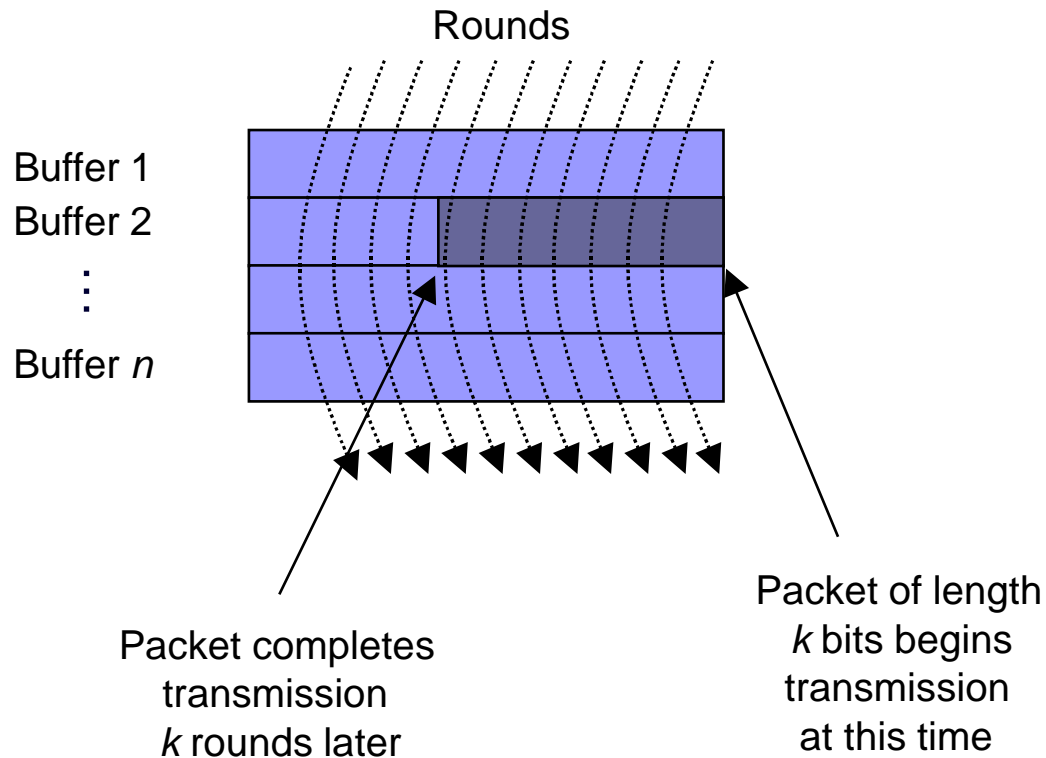 Rounds
Buffer 1
Buffer 2
⋮
Buffer n
Packet completes
transmission
k rounds later
Packet of length
k bits begins
transmission
at this time